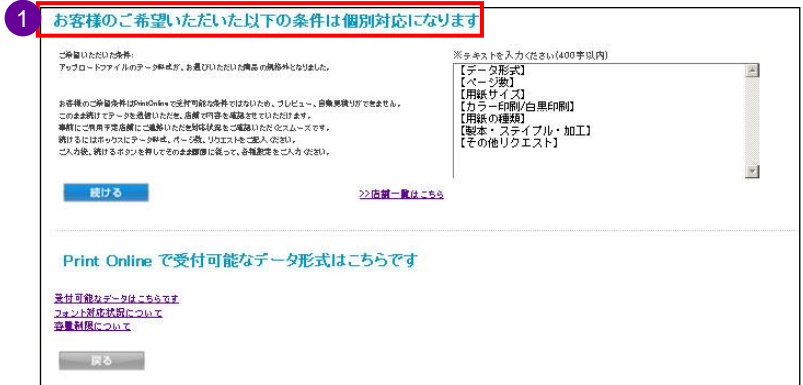 1
お客様のご希望いただいた以下の条件は個別対応になります
ご希望いただいた条件:
アップロードファイルのデータ形式が、お選びいただいた商品の規格外となりました。
お客様のご希望条件はPrintOnlineで受付可能な条件ではないため、プレビュー、自動見積りができません。
このまま続けてデータを送信いただき、店舗で内容を確認させていただけます。
事前にご利用予定店舗にご連絡いただき対応状況をご確認いただくとスムーズです。
続けるにはボックスにデータ形式、ページ数、リクエストをご記入ください。
ご入力後、続けるボタンを押してそのまま画面に従って、各種設定をご入力ください。
※テキストを入力ください(400字以内)
【データ形式】
【ページ数】
【用紙サイズ】
【カラー印刷/白黒印刷】
【用紙の種類】
【製本・ステイプル・加工】
【その他リクエスト】
続ける
>>店舗一覧はこちら
Print Online で受付可能なデータ形式はこちらです
受付可能なデータはこちらです
フォント対応状況について
容量制限について
戻る